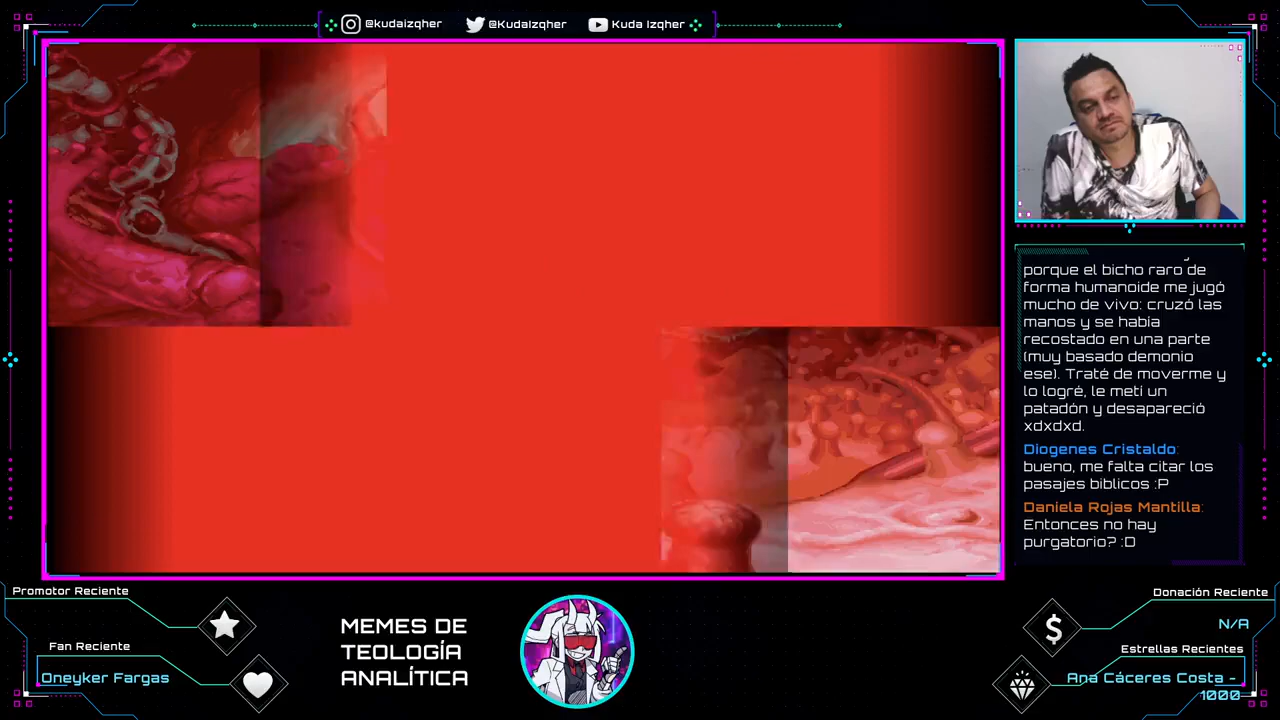 @kudaizqher
@KudaIzqher
Kuda Izqher
porque el bicho raro de
forma humanoide me jugó
mucho de vivo: cruzó las
manos y se había
recostado en una parte
(muy basado demonio
ese). Traté de moverme y
lo logré, le metí un
patadón y desapareció
xdxdxd.
Diogenes Cristaldo:
bueno, me falta citar los
pasajes biblicos :P
Daniela Rojas Mantilla:
Entonces no hay
purgatorio? :D
Promotor Reciente
Fan Reciente
Oneyker Fargas
MEMES DE
TEOLOGÍA
ANALÍTICA
Donación Reciente
N/A
Estrellas Recientes
Ana Cáceres Costa -
1000